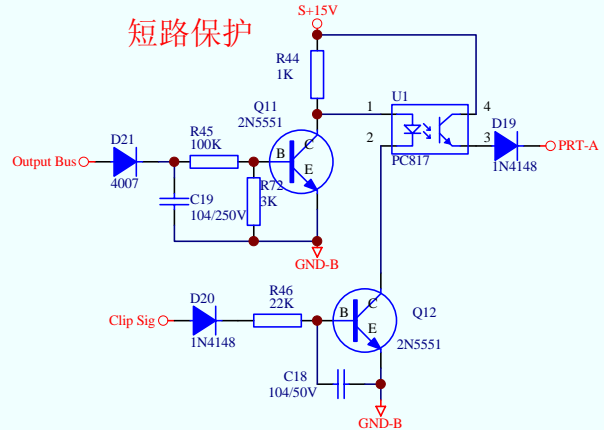 短路保护
S+15V
R44
1K
U1
1
4
2
3
PC817
D19
1N4148
PRT-A
Q11
2N5551
D21
4007
Output Bus
R45
100K
B
C
E
R72
3K
C19
104/250V
GND-B
D20
1N4148
Clip Sig
R46
22K
B
C
E
Q12
2N5551
C18
104/50V
GND-B